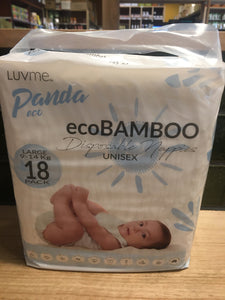 LUVme
Panda
eco
ecoBAMBOO
Disposable Nappies
UNISEX
LARGE
9-14 KG
18
PACK